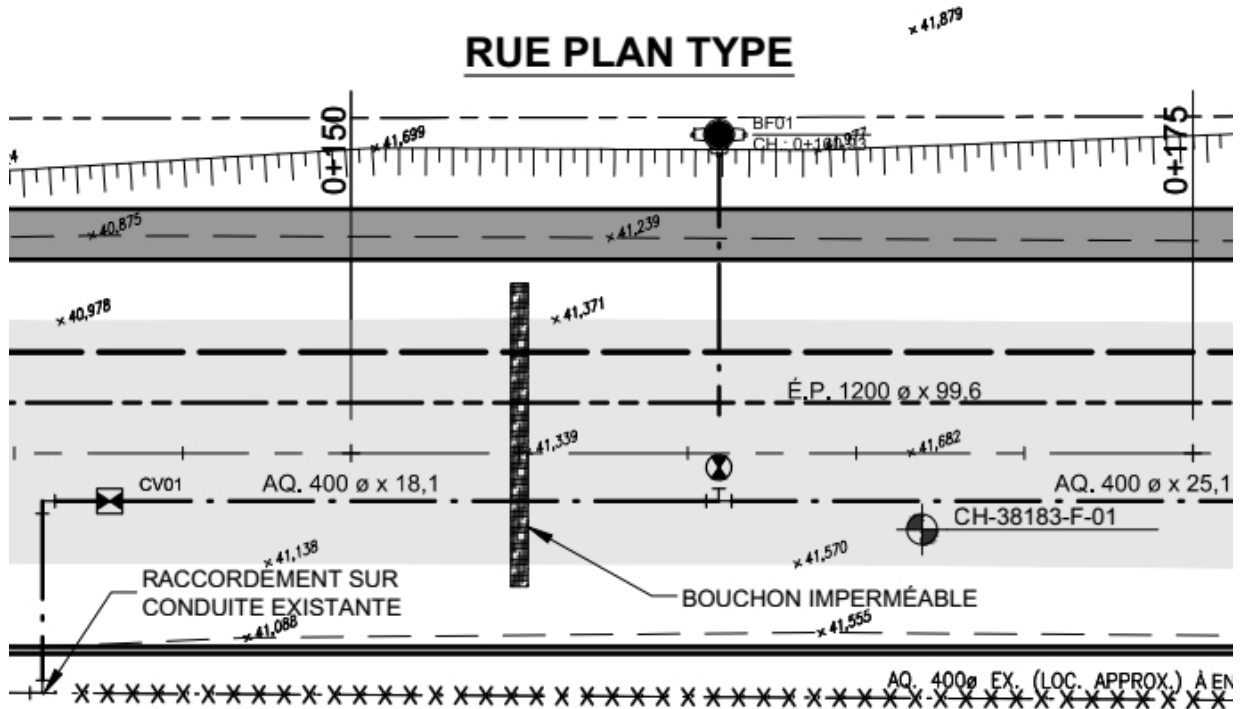 × 41,879
RUE PLAN TYPE
0+150
× 41,699
BF01
CH : 0+
0+175
× 40,875
× 41,239
× 40,978
× 41,371
É.P. 1200 ø x 99,6
× 41,339
× 41,682
CV01
AQ. 400 ø x 18,1
AQ. 400 ø x 25,1
CH-38183-F-01
× 41,138
× 41,570
RACCORDEMENT SUR
CONDUITE EXISTANTE
BOUCHON IMPERMÉABLE
× 41,088
× 41,555
AQ. 400ø EX. (LOC. APPROX.) À EN